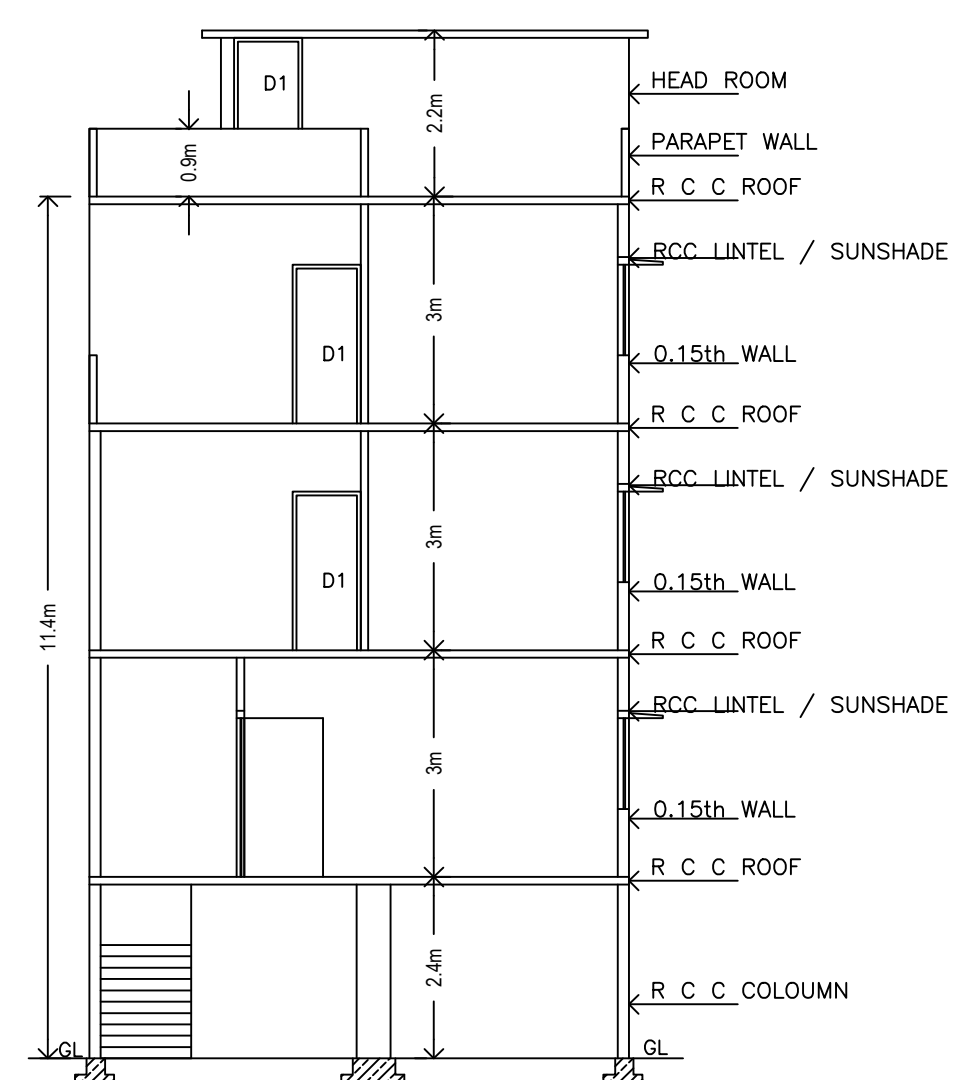 D1
HEAD ROOM
2.2m
PARAPET WALL
0.9m
R C C ROOF
RCC LINTEL / SUNSHADE
3m
D1
0.15th WALL
R C C ROOF
RCC LINTEL / SUNSHADE
3m
D1
0.15th WALL
11.4m
R C C ROOF
RCC LINTEL / SUNSHADE
3m
0.15th WALL
R C C ROOF
2.4m
R C C COLOUMN
GL
GL